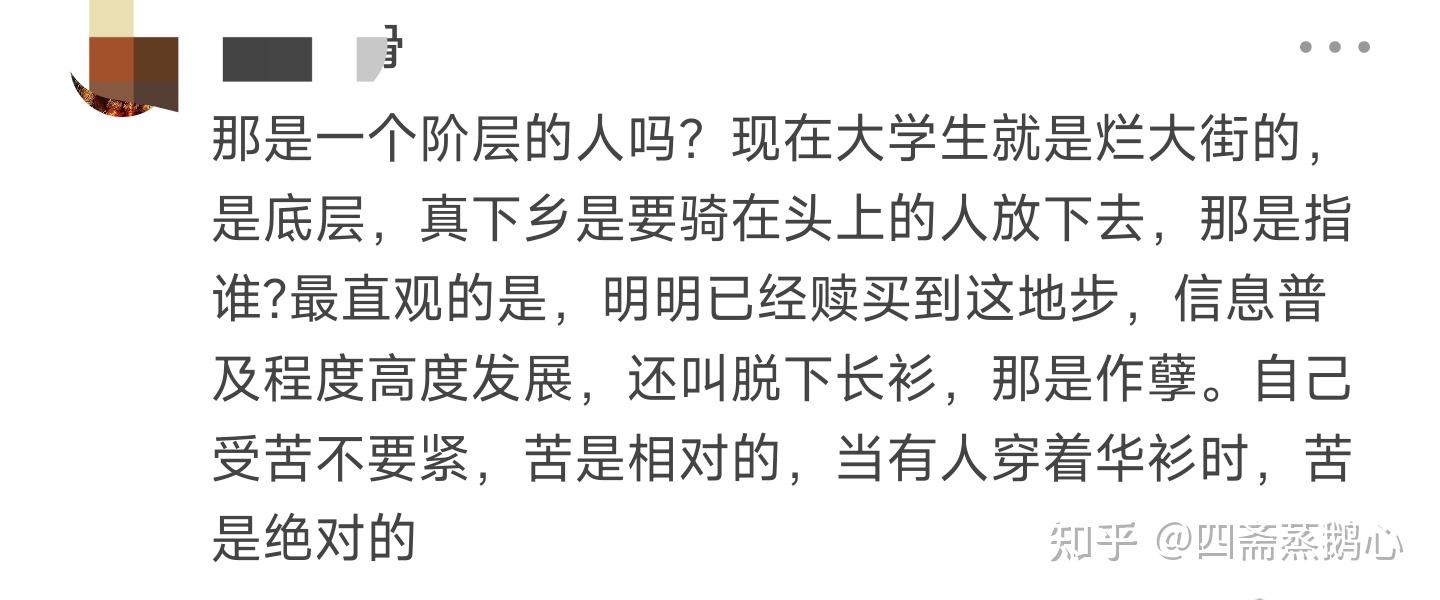 骨
那是一个阶层的人吗？现在大学生就是烂大街的，
是底层，真下乡是要骑在头上的人放下去，那是指
谁?最直观的是，明明已经赎买到这地步，信息普
及程度高度发展，还叫脱下长衫，那是作孽。自己
受苦不要紧，苦是相对的，当有人穿着华衫时，苦
是绝对的
知乎 @四斋蒸鹅心